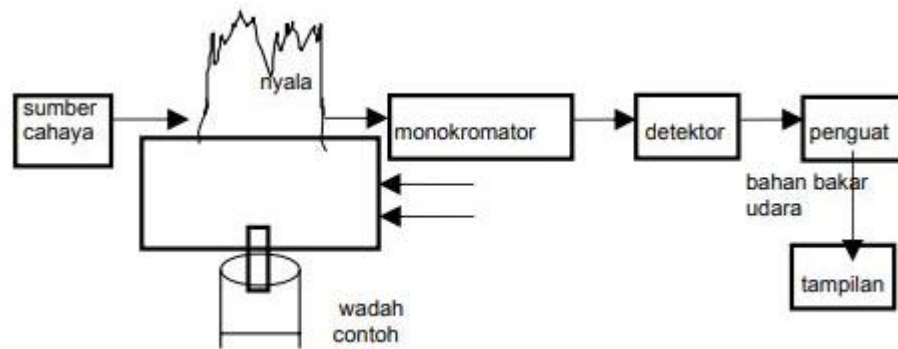 nyala
sumber
cahaya
monokromator
detektor
penguat
bahan bakar
udara
tampilan
wadah
contoh